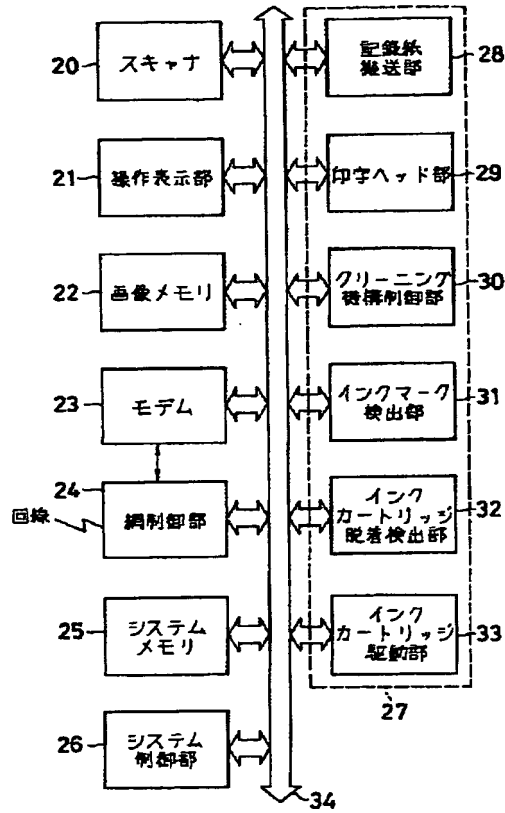 20
スキャナ
21
操作表示部
22
画像メモリ
23
モデム
24
回線
網制御部
25
システム
メモリ
26
システム
制御部
記録紙
搬送部
28
印字ヘッド部
29
クリーニング
機構制御部
30
インクマーク
検出部
31
インク
カートリッジ
脱着検出部
32
インク
カートリッジ
駆動部
33
27
34